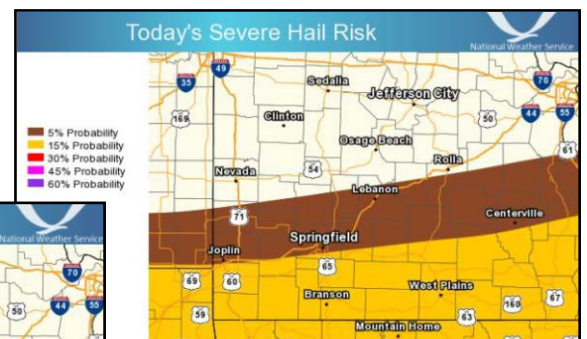 Today's Severe Hail Risk
National Weather Service
5% Probability
15% Probability
30% Probability
45% Probability
60% Probability
35
49
70
Sedalia
Jefferson City
169
Clinton
50
44
55
Osage Beach
61
Rolla
54
Nevada
Lebanon
71
Centerville
Springfield
Joplin
65
69
60
West Plains
Branson
67
160
59
63
Mountain Home
National Weather Service
70
50
44
55